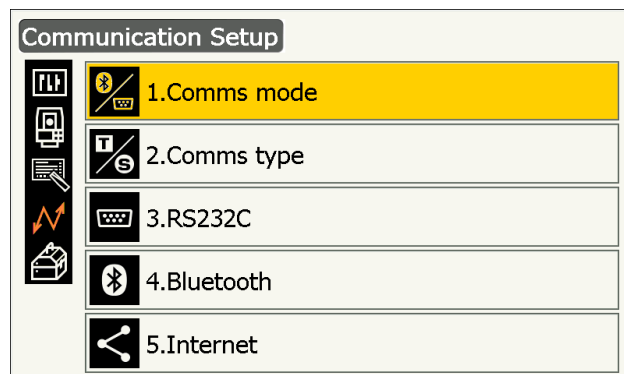 Communication Setup
1.Comms mode
T S 2.Comms type
3.RS232C
4.Bluetooth
5.Internet